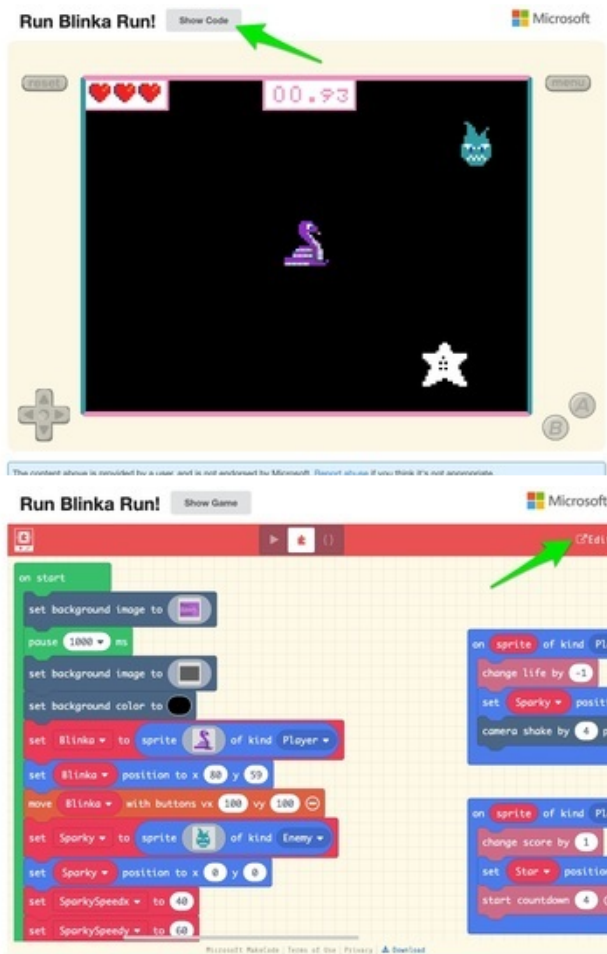 Run Blinka Run! Show Code Microsoft
reset menu
00.93
B A
The content above is provided by a user, and is not endorsed by Microsoft. Report abuse if you think it's not appropriate.
Run Blinka Run! Show Game Microsoft
Edi
on start
set background image to
pause 1000 ms
set background image to
set background color to
set Blinka to sprite of kind Player
set Blinka position to x 80 y 59
move Blinka with buttons vx 100 vy 100
set Sparky to sprite of kind Enemy
set Sparky position to x 0 y 0
set SparkySpeedx to 40
set SparkySpeedy to 60
on sprite of kind Pl
change life by -1
set Sparky positi
camera shake by 4 p
on sprite of kind Pl
change score by 1
set Star positio
start countdown 4
Microsoft MakeCode | Terms of Use | Privacy | Download